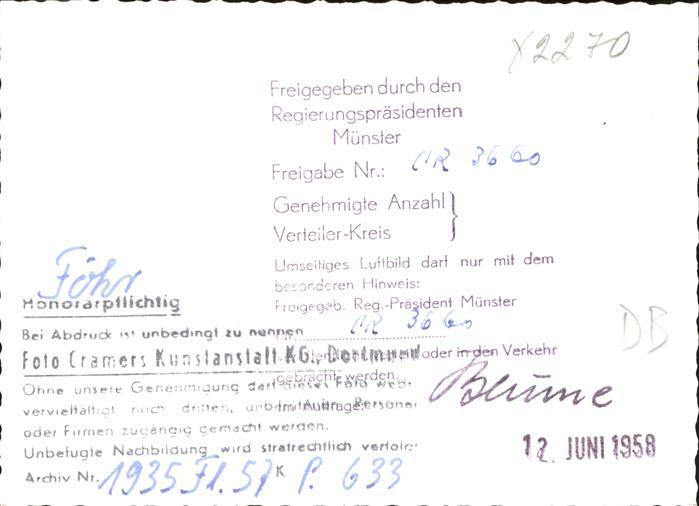 X2270
Freigegeben durch den
Regierungspräsidenten
Münster
Freigabe Nr.: CR 3660
Genehmigte Anzahl }
Verteiler-Kreis
Umseitiges Luftbild darf nur mit dem
besonderen Hinweis:
Freigegeb. Reg.-Präsident Münster
CR 3660
oder in den Verkehr
gebracht werden.
Im Auftrage:
Blume
12. JUNI 1958
DB
Föhr
Honorarpflichtig
Bei Abdruck ist unbedingt zu nennen
Foto Cramers Kunstanstalt KG., Dortmund
Ohne unsere Genehmigung darf dieses Foto weder
vervielfältigt noch dritten, Personen
oder Firmen zugängig gemacht werden.
Unbefugte Nachbildung wird strafrechtlich verfolgt
Archiv Nr. 1935 Fl. 57 K P. 633